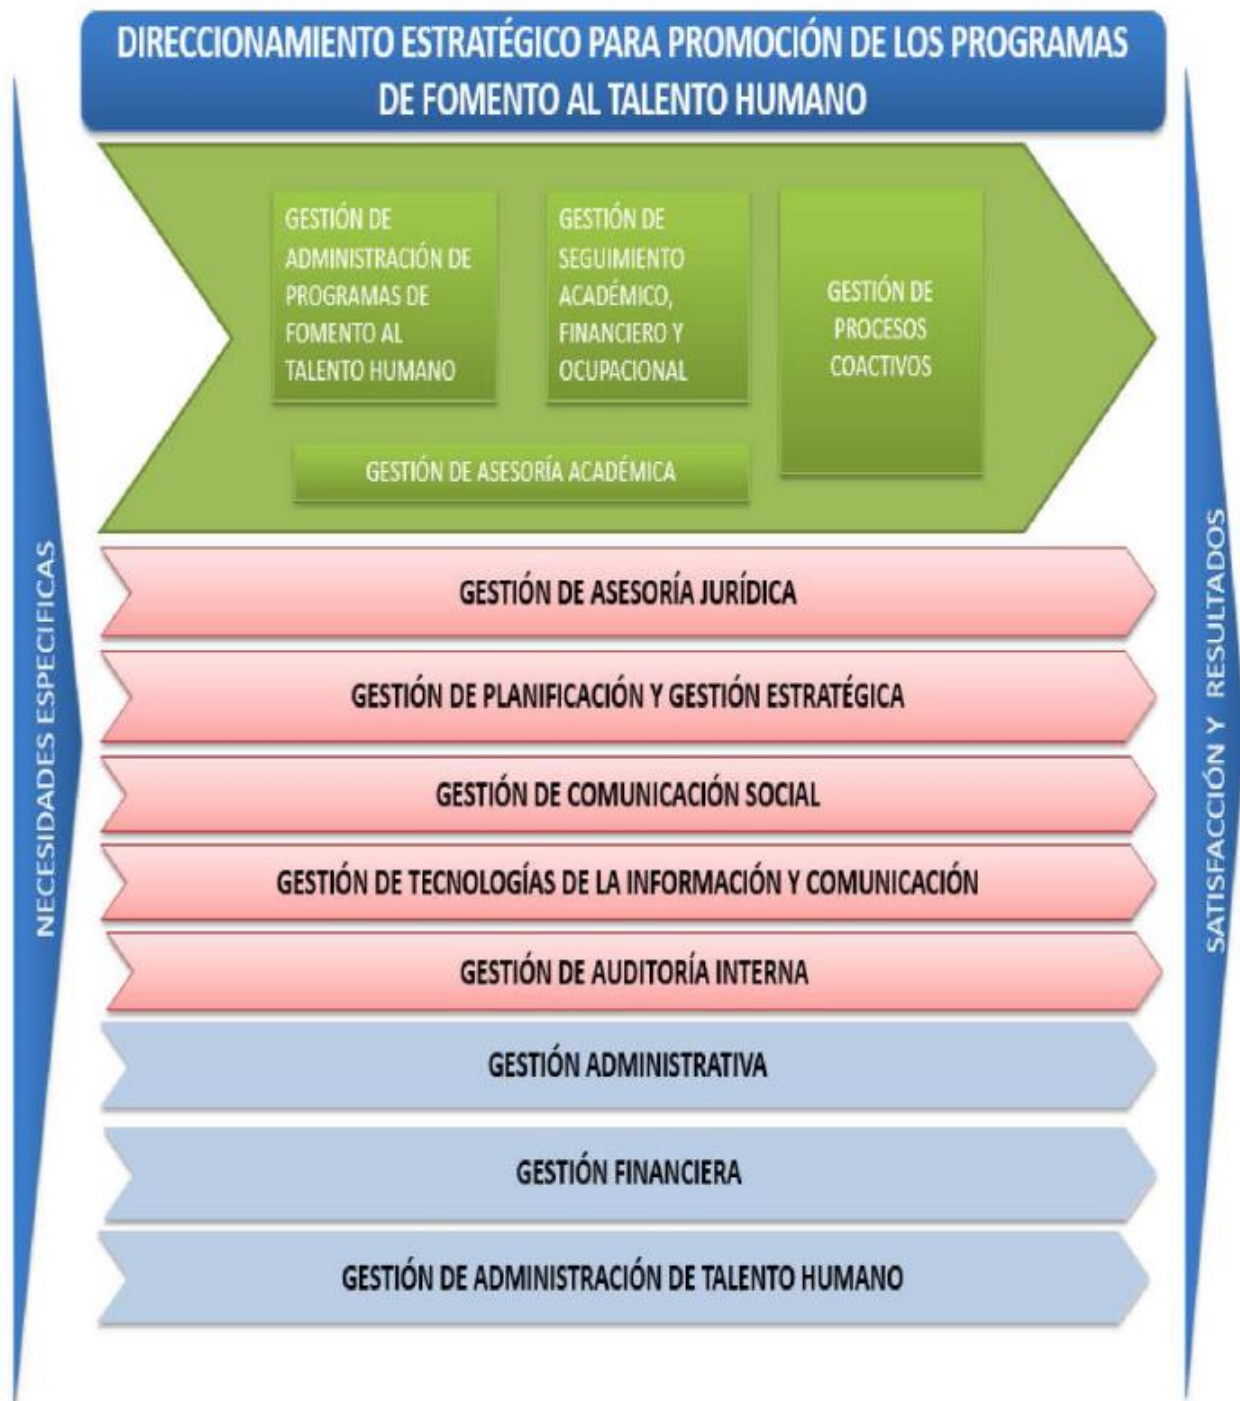 DIRECCIONAMIENTO ESTRATÉGICO PARA PROMOCIÓN DE LOS PROGRAMAS
DE FOMENTO AL TALENTO HUMANO
NECESIDADES ESPECIFICAS
GESTIÓN DE
ADMINISTRACIÓN DE
PROGRAMAS DE
FOMENTO AL
TALENTO HUMANO
GESTIÓN DE
SEGUIMIENTO
ACADÉMICO,
FINANCIERO Y
OCUPACIONAL
GESTIÓN DE
PROCESOS
COACTIVOS
GESTIÓN DE ASESORÍA ACADÉMICA
GESTIÓN DE ASESORÍA JURÍDICA
GESTIÓN DE PLANIFICACIÓN Y GESTIÓN ESTRATÉGICA
GESTIÓN DE COMUNICACIÓN SOCIAL
GESTIÓN DE TECNOLOGÍAS DE LA INFORMACIÓN Y COMUNICACIÓN
GESTIÓN DE AUDITORÍA INTERNA
GESTIÓN ADMINISTRATIVA
GESTIÓN FINANCIERA
GESTIÓN DE ADMINISTRACIÓN DE TALENTO HUMANO
SATISFACCIÓN Y RESULTADOS